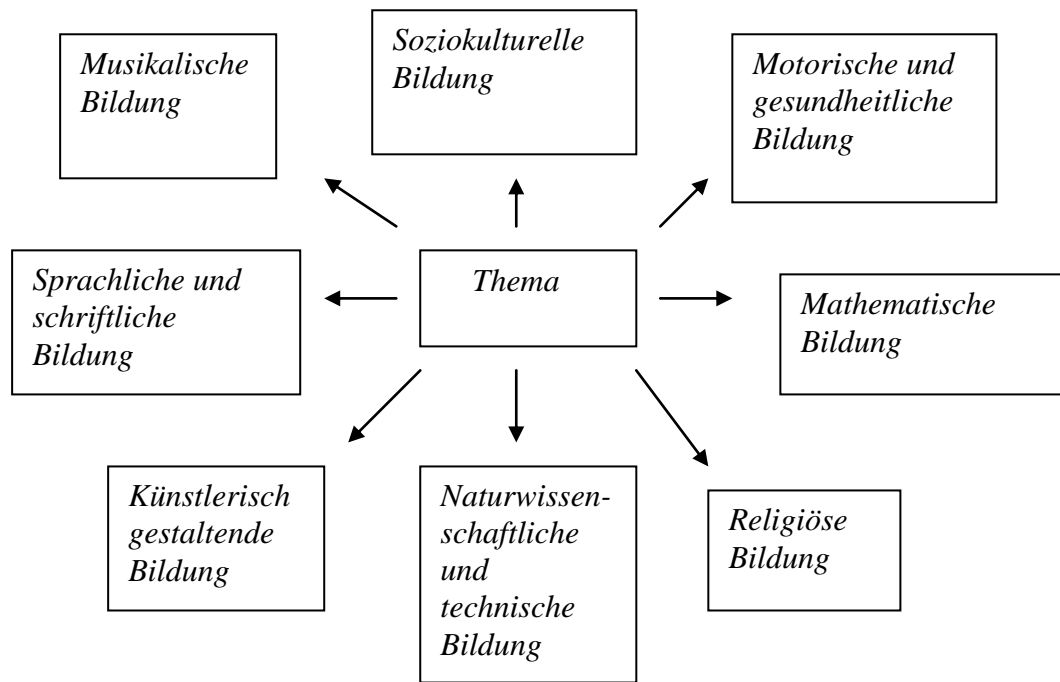 Musikalische
Bildung
Soziokulturelle
Bildung
Motorische und
gesundheitliche
Bildung
Sprachliche und
schriftliche
Bildung
Thema
Mathematische
Bildung
Künstlerisch
gestaltende
Bildung
Naturwissen-
schaftliche
und
technische
Bildung
Religiöse
Bildung